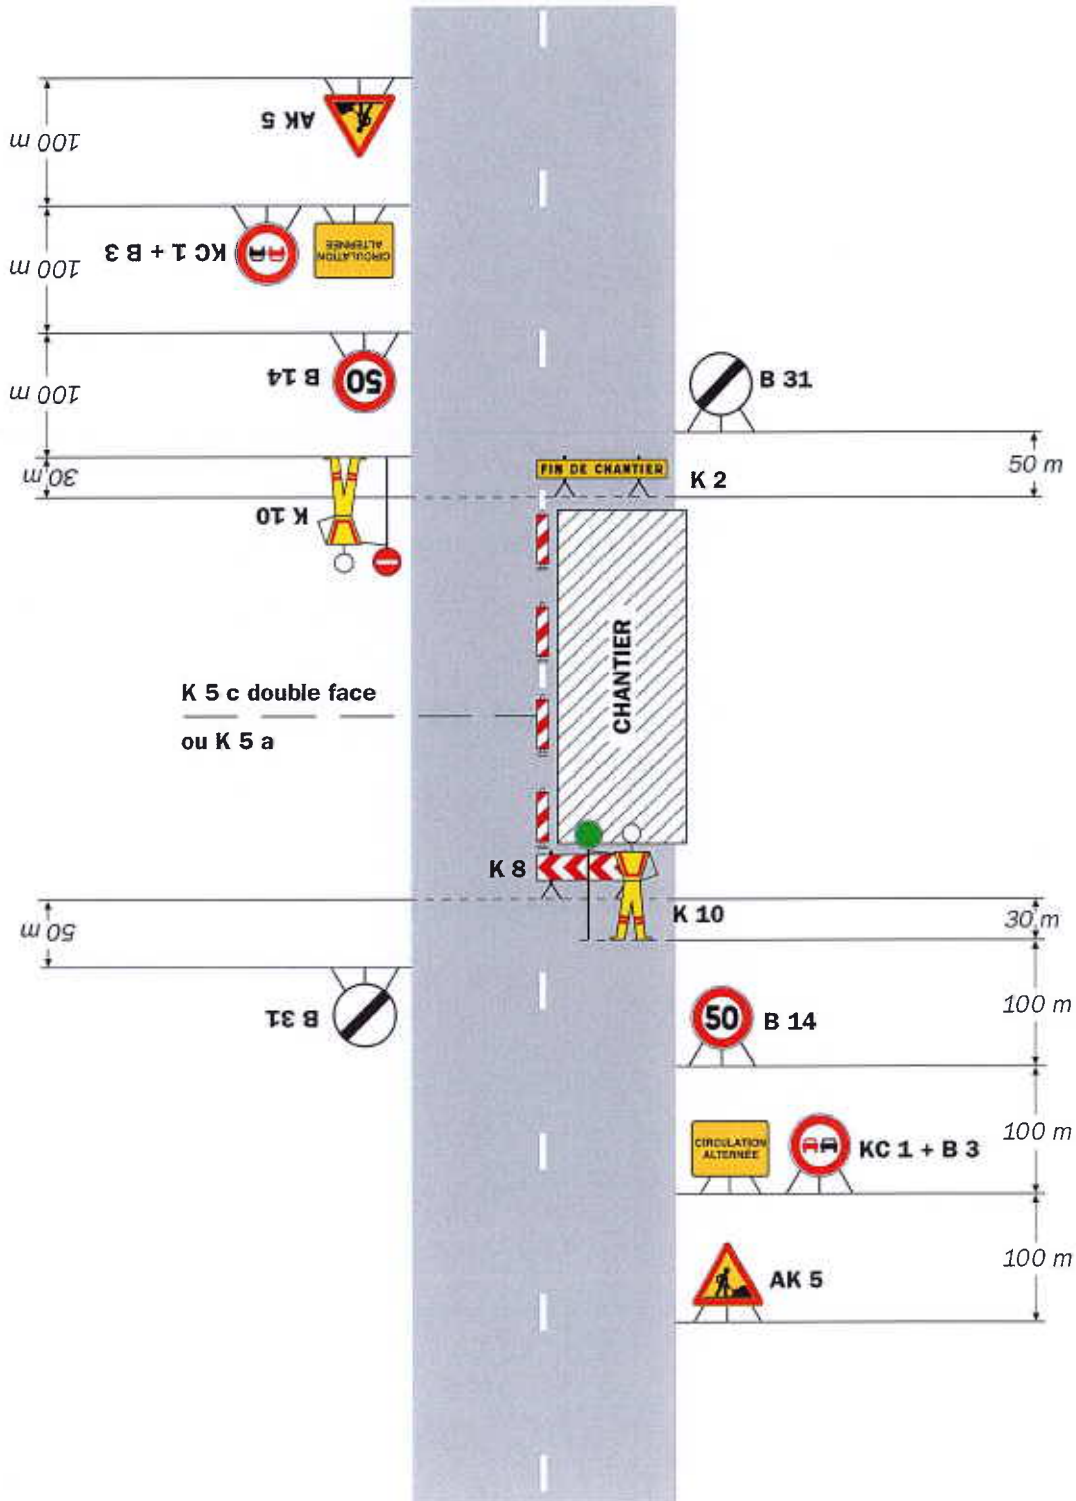 AK 5
100 m
KC 1 + B 3
CIRCULATION
ALTERNÉE
100 m
B 14
50
100 m
B 31
50 m
30 m
FIN DE CHANTIER
K 2
K 10
CHANTIER
K 5 c double face
ou K 5 a
K 8
K 10
30 m
50 m
B 31
50
B 14
100 m
CIRCULATION
ALTERNÉE
KC 1 + B 3
100 m
AK 5
100 m